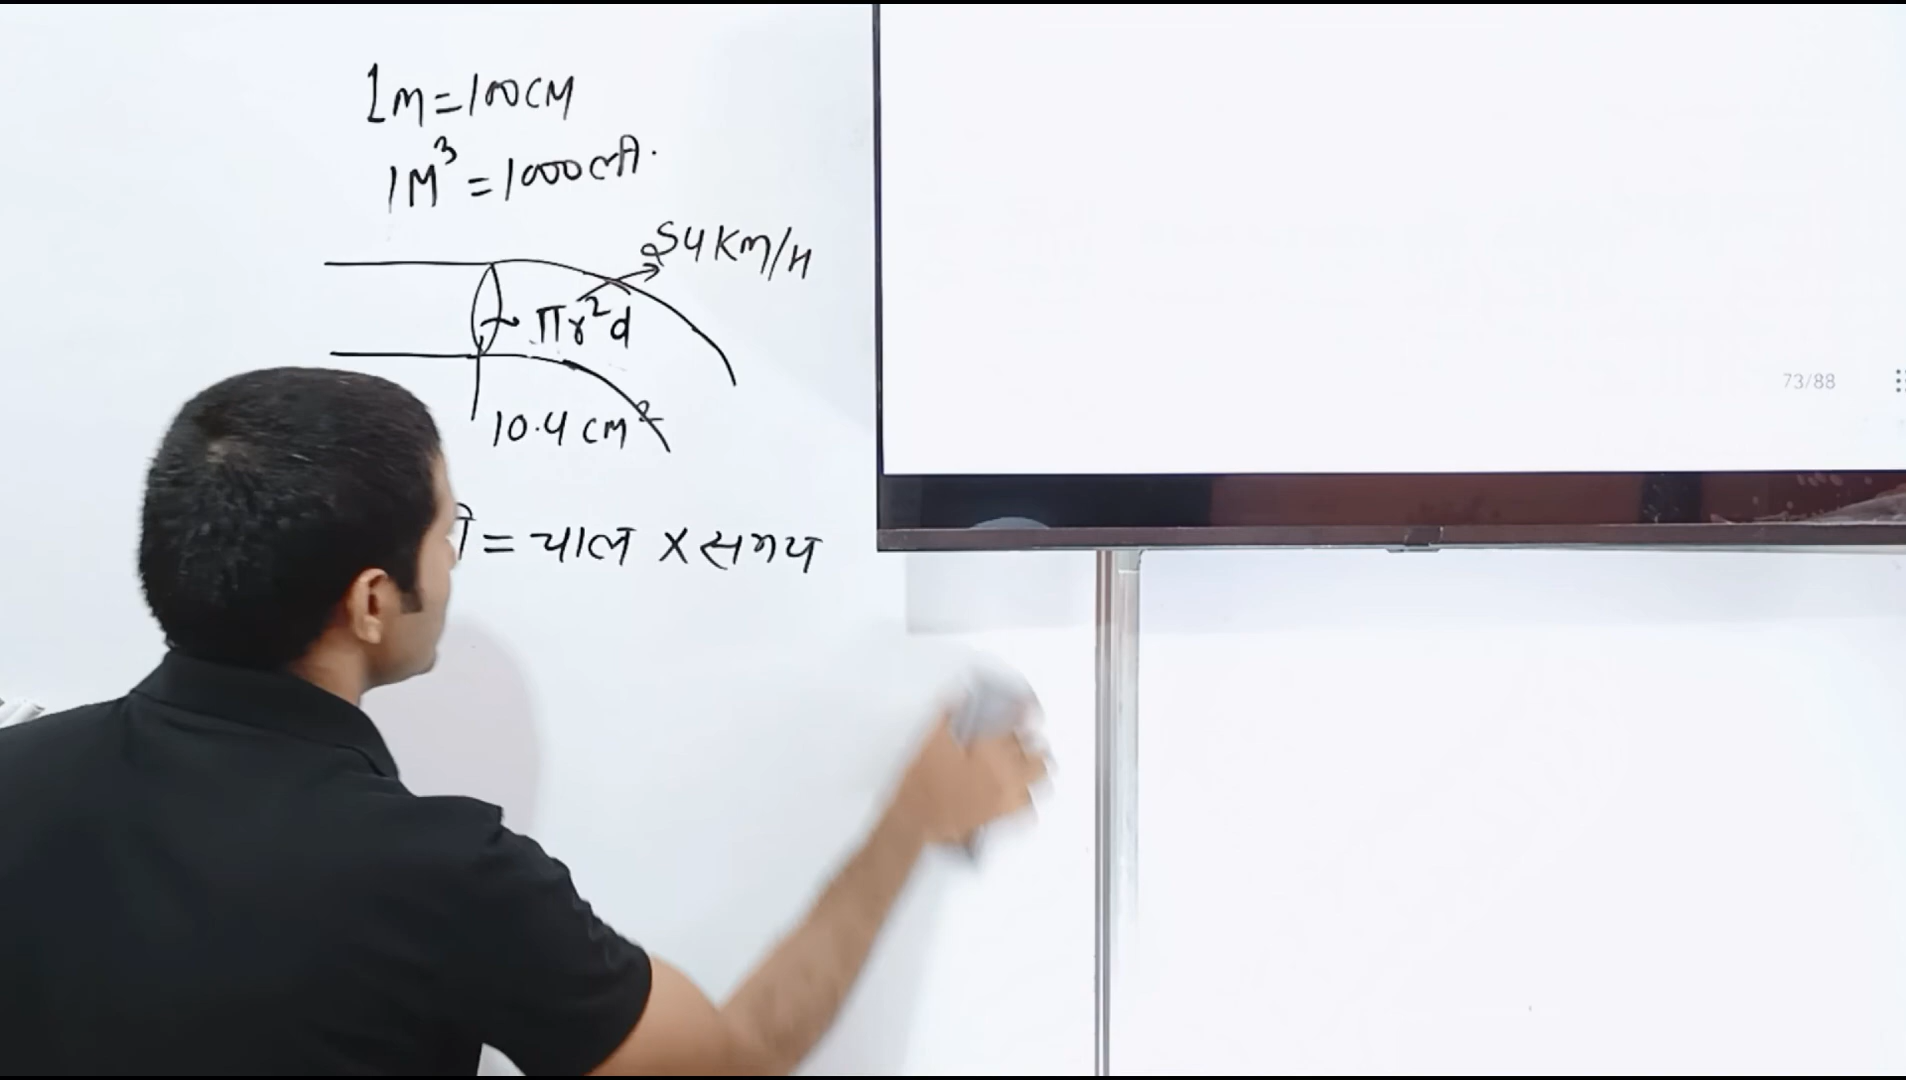 1m=100CM
1M³=1000ली.
54Km/H
πr²d
10.4 cm²
= चाल × समय
73/88